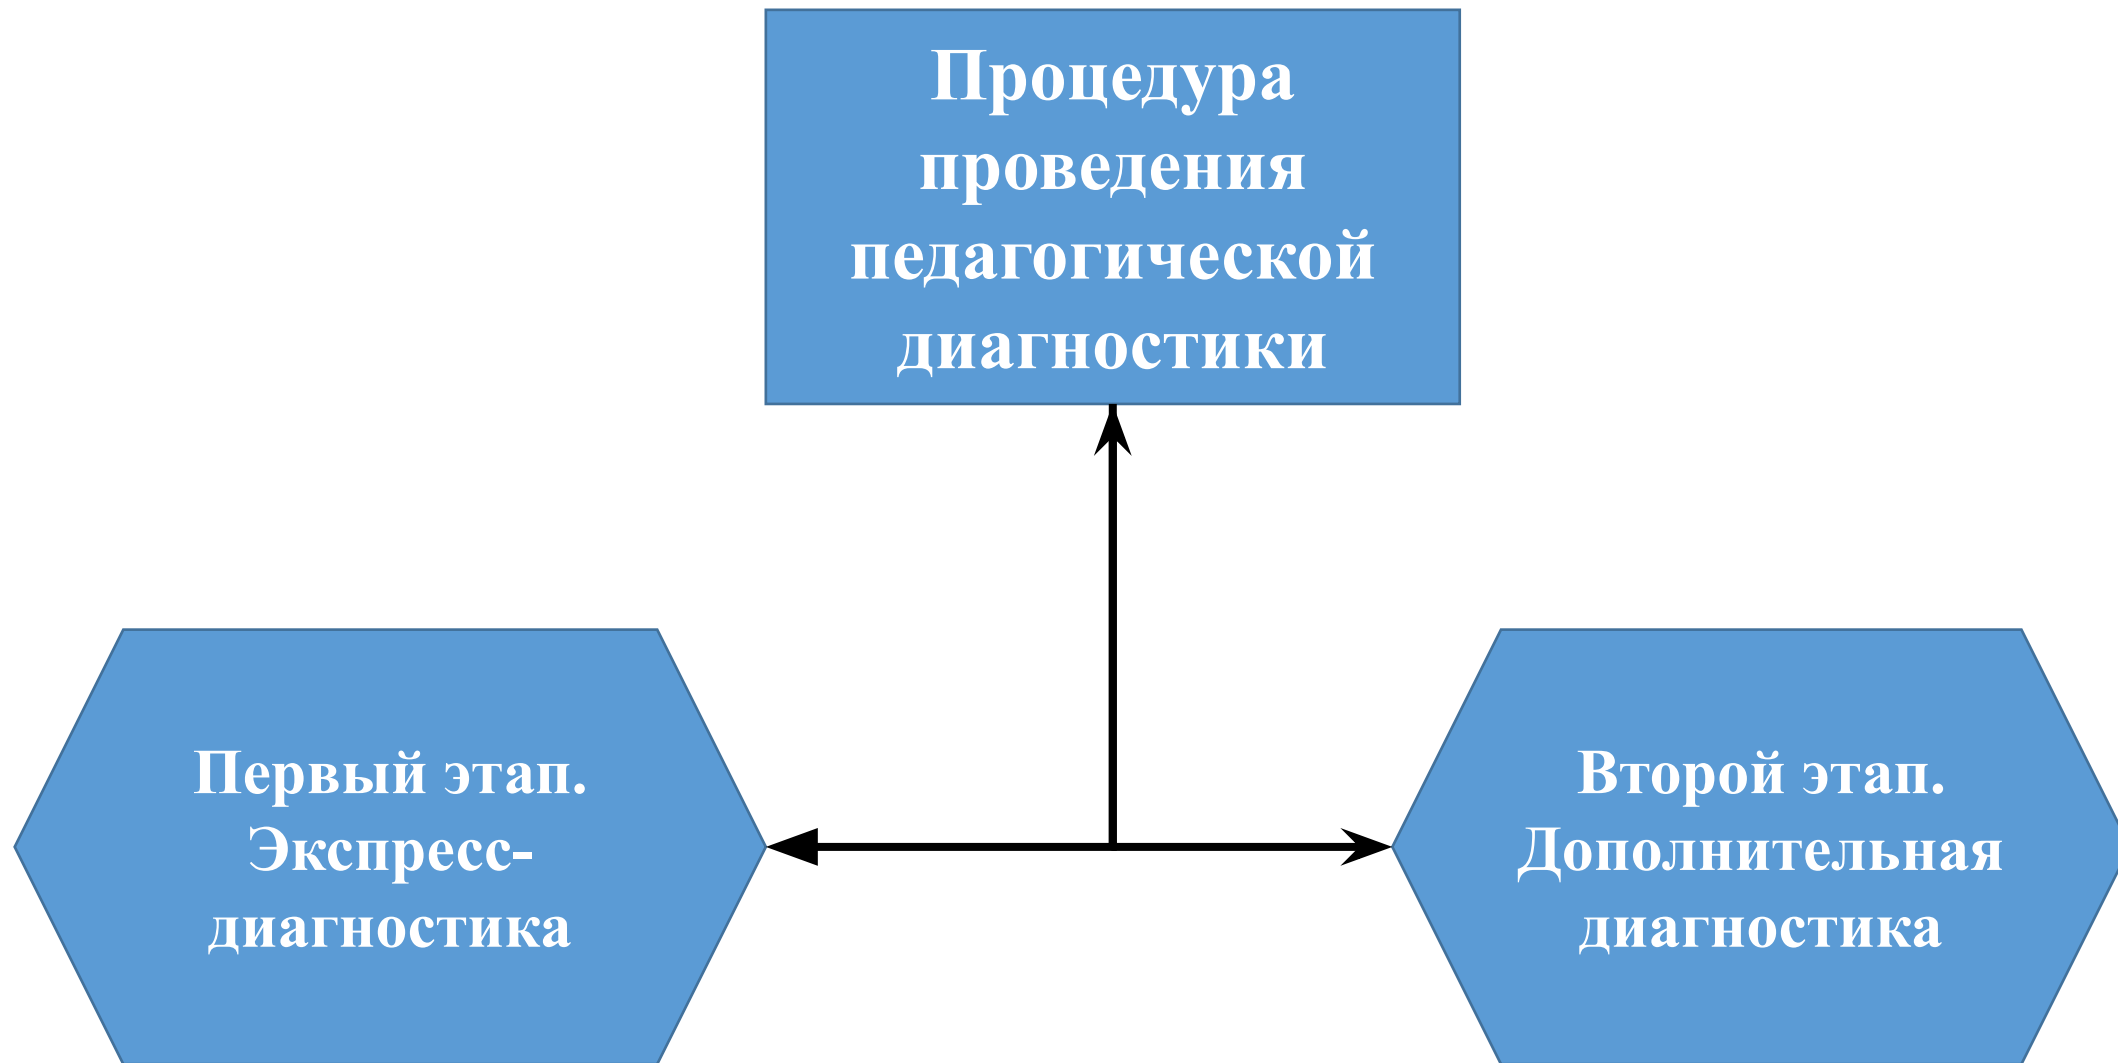 Процедура
проведения
педагогической
диагностики
Первый этап.
Экспресс-
диагностика
Второй этап.
Дополнительная
диагностика